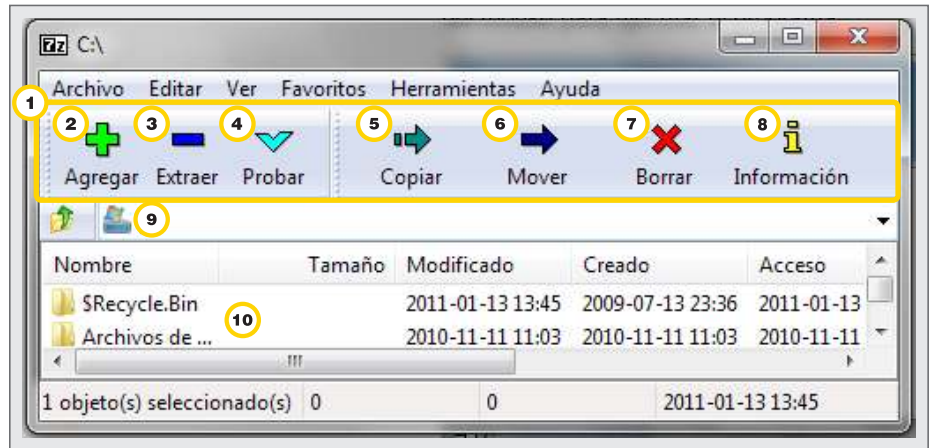 7z C:\
Archivo Editar Ver Favoritos Herramientas Ayuda
1
2 3 4 5 6 7 8
Agregar Extraer Probar Copiar Mover Borrar Información
9
Nombre Tamaño Modificado Creado Acceso
$Recycle.Bin 2011-01-13 13:45 2009-07-13 23:36 2011-01-13
10
Archivos de ... 2010-11-11 11:03 2010-11-11 11:03 2010-11-11
1 objeto(s) seleccionado(s) 0 0 2011-01-13 13:45